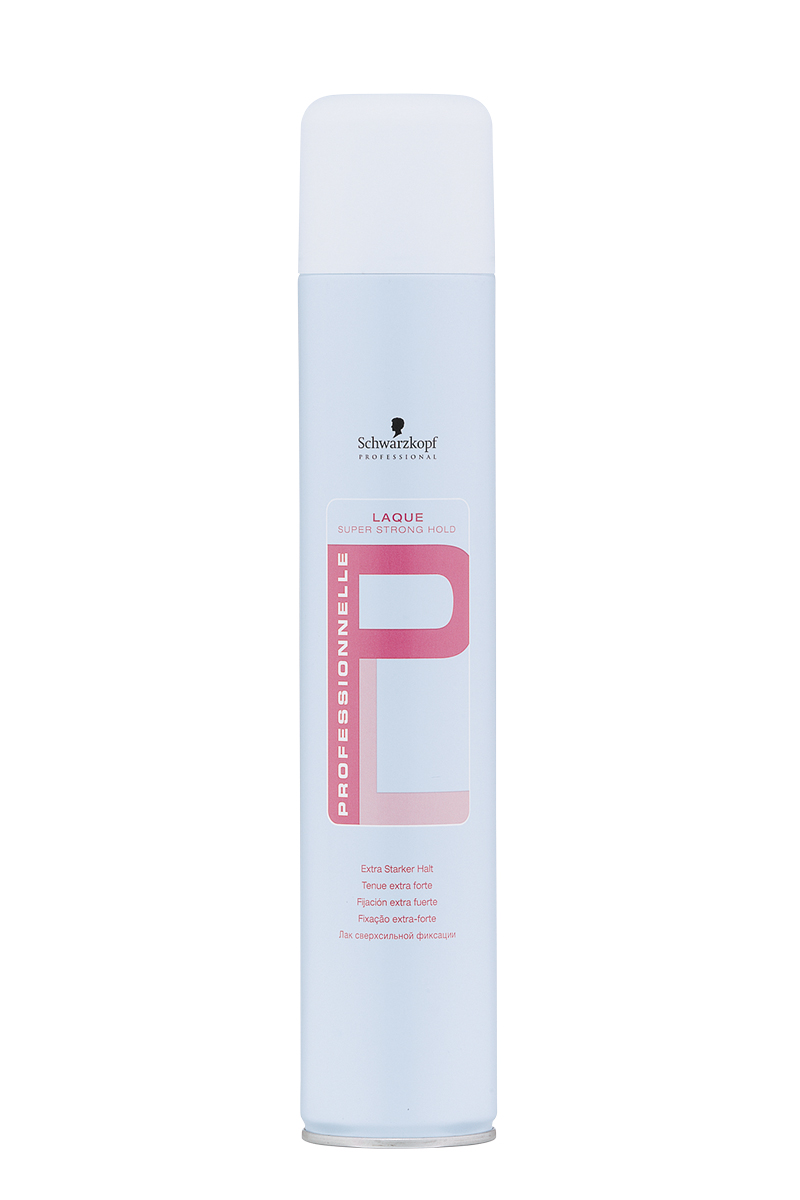 Schwarzkopf
PROFESSIONAL
LAQUE
SUPER STRONG HOLD
PROFESSIONNELLE
PL
Extra Starker Halt
Tenue extra forte
Fijación extra fuerte
Fixação extra-forte
Лак сверхсильной фиксации